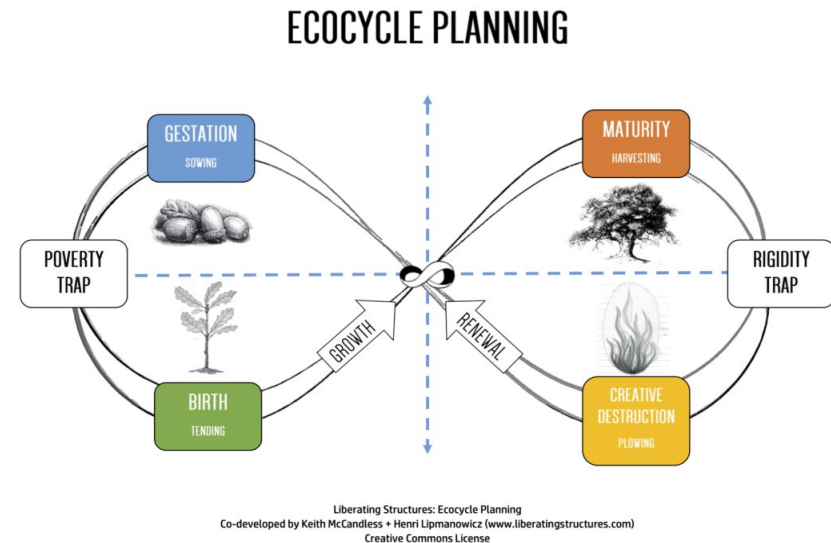 ECOCYCLE PLANNING
GESTATION
SOWING
MATURITY
HARVESTING
POVERTY
TRAP
RIGIDITY
TRAP
GROWTH
RENEWAL
BIRTH
TENDING
CREATIVE
DESTRUCTION
PLOWING
Liberating Structures: Ecocycle Planning
Co-developed by Keith McCandless + Henri Lipmanowicz (www.liberatingstructures.com)
Creative Commons License